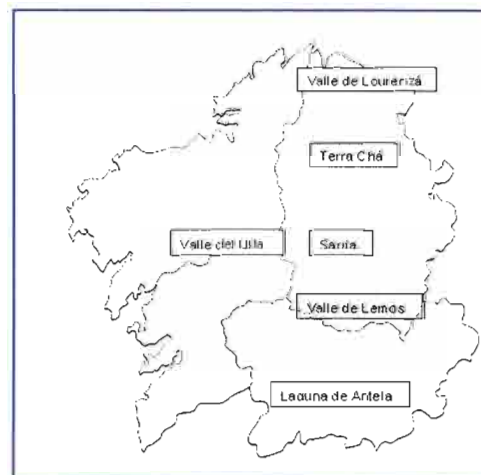 Valle de Lourenzá
Terra Chá
Valle del Ulla
Sarria
Valle de Lemos
Laguna de Antela